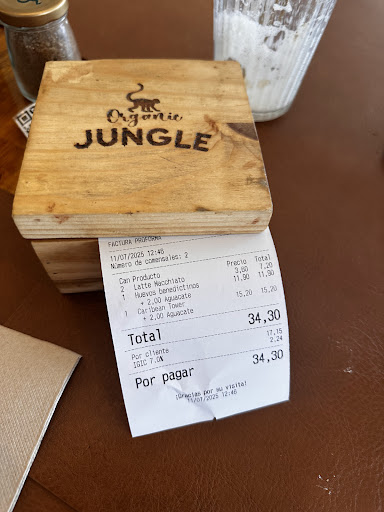 Organic
JUNGLE
FACTURA PROFORMA
11/07/2025 12:46
Número de comensales: 2
Can Producto Precio Total
2 Latte Macchiato 3,60 7,20
1 Huevos benedictinos 11,90 11,90
+ 2,00 Aguacate
1 Caribean Tower 15,20 15,20
+ 2,00 Aguacate
Total 34,30
Por cliente 17,15
IGIC 7.0% 2,24
Por pagar 34,30
¡Gracias por su visita!
11/07/2025 12:46